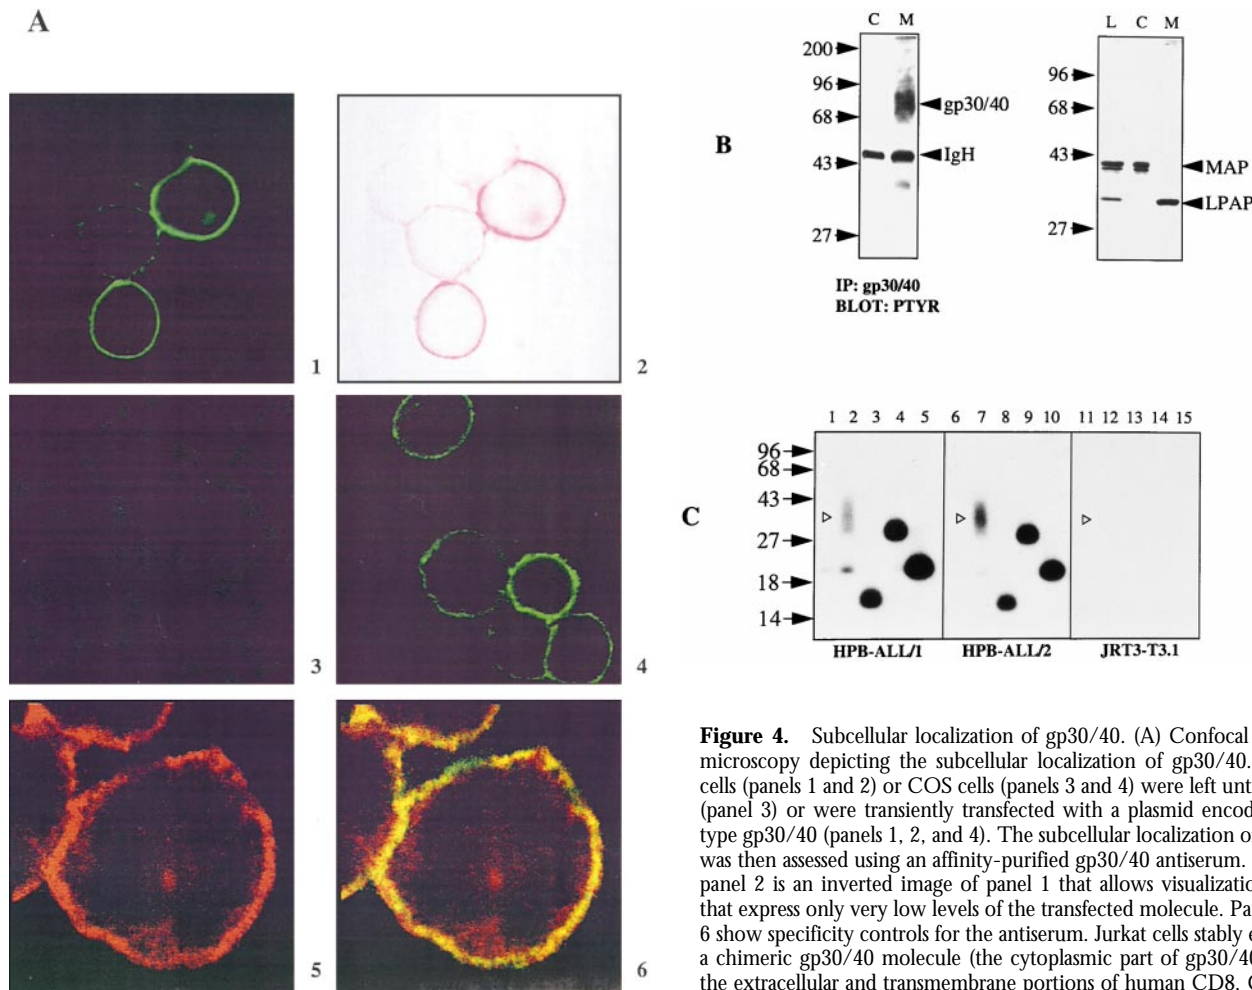 A
1
2
3
4
5
6
B
C M
200
96
68
43
27
gp30/40
IgH
IP: gp30/40
BLOT: PTYR
L C M
96
68
43
27
MAP
LPAP
C
1 2 3 4 5 6 7 8 9 10 11 12 13 14 15
96
68
43
27
18
14
HPB-ALL/1 HPB-ALL/2 JRT3-T3.1
Figure 4. Subcellular localization of gp30/40. (A) Confocal
microscopy depicting the subcellular localization of gp30/40.
cells (panels 1 and 2) or COS cells (panels 3 and 4) were left unt
(panel 3) or were transiently transfected with a plasmid encod
type gp30/40 (panels 1, 2, and 4). The subcellular localization o
was then assessed using an affinity-purified gp30/40 antiserum.
panel 2 is an inverted image of panel 1 that allows visualizatio
that express only very low levels of the transfected molecule. Pa
6 show specificity controls for the antiserum. Jurkat cells stably e
a chimeric gp30/40 molecule (the cytoplasmic part of gp30/40
the extracellular and transmembrane portions of human CD8. C